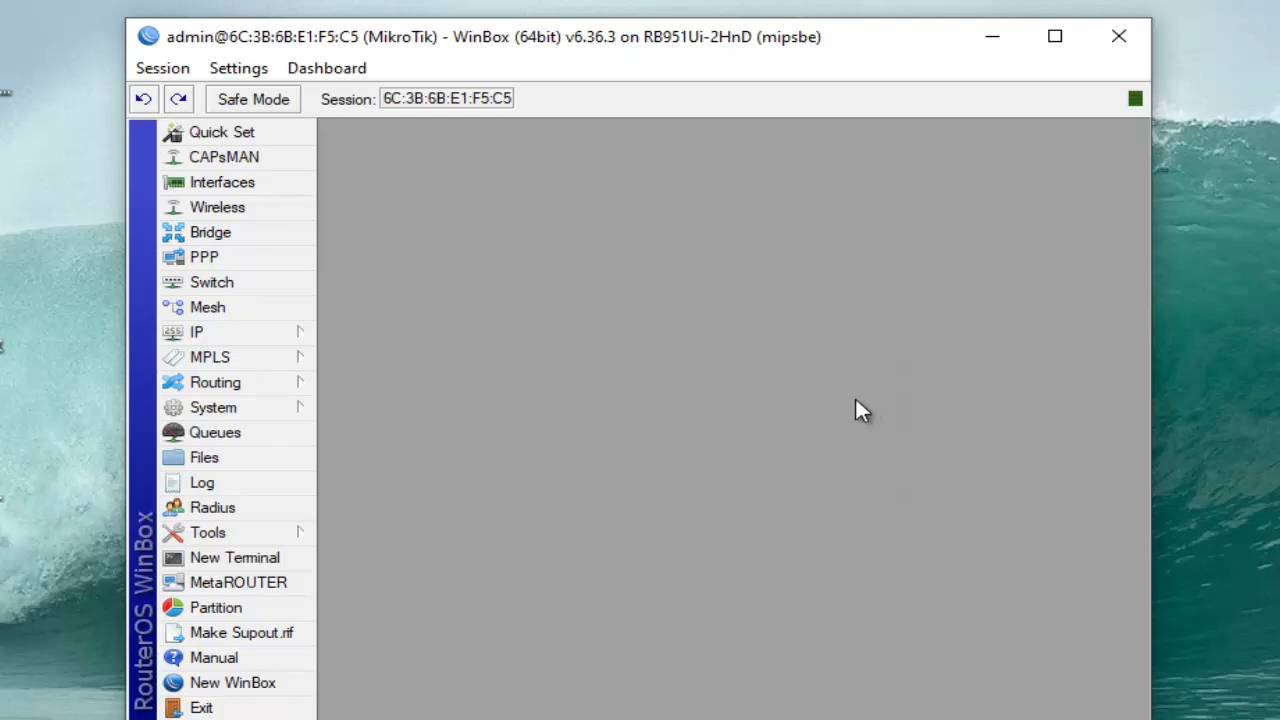 admin@6C:3B:6B:E1:F5:C5 (MikroTik) - WinBox (64bit) v6.36.3 on RB951Ui-2HnD (mipsbe)
Session Settings Dashboard
Safe Mode Session: 6C:3B:6B:E1:F5:C5
Quick Set
CAPsMAN
Interfaces
Wireless
Bridge
PPP
Switch
Mesh
255 IP
MPLS
Routing
System
Queues
Files
Log
Radius
Tools
New Terminal
MetaROUTER
Partition
Make Supout.rif
Manual
New WinBox
Exit
RouterOS WinBox